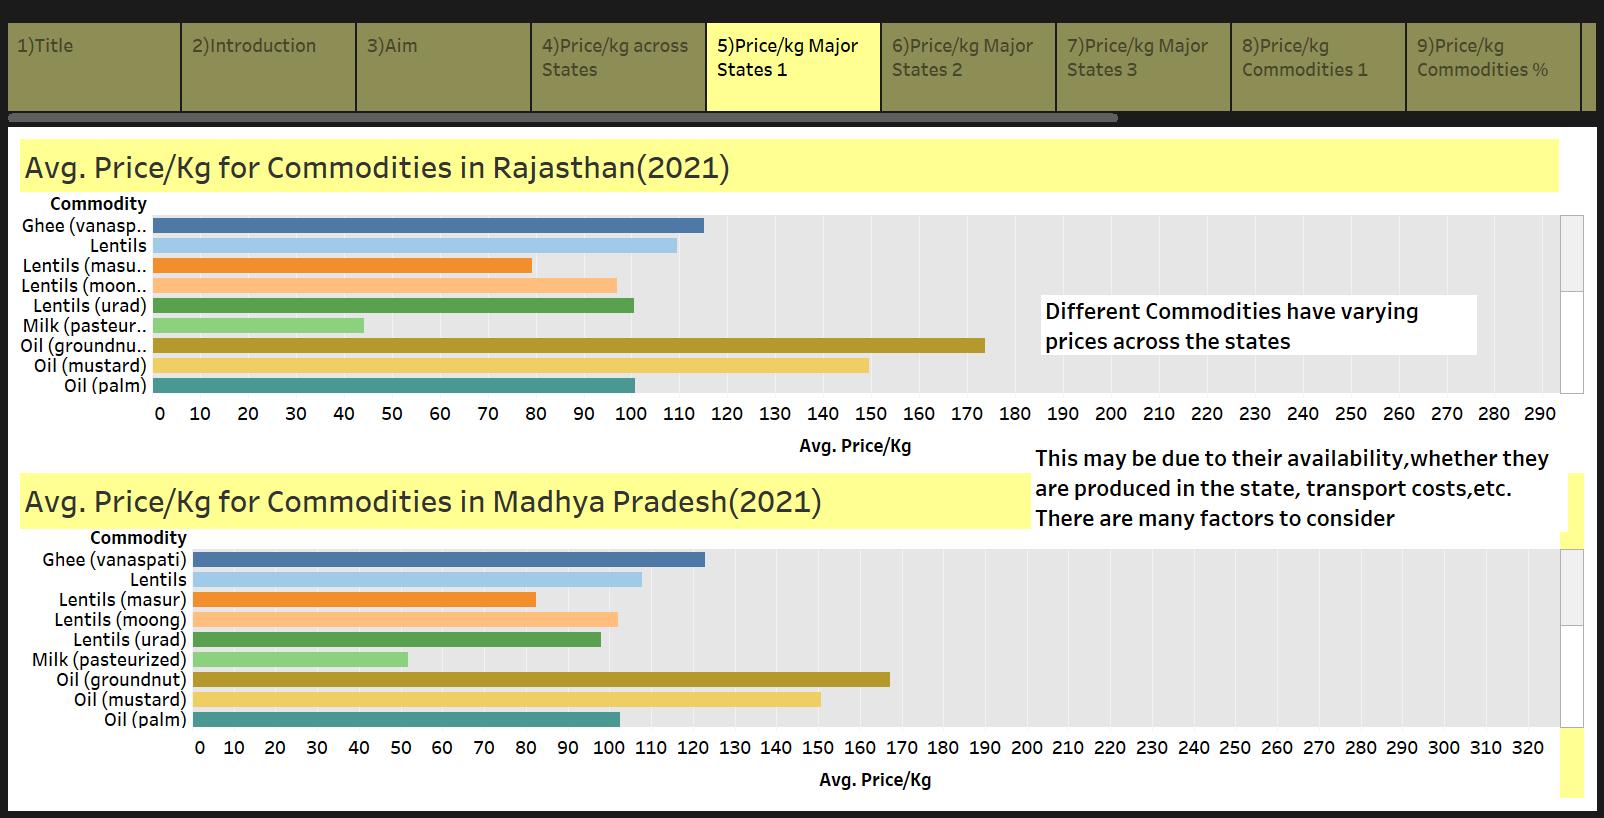 1)Title
2)Introduction
3)Aim
4)Price/kg across
States
5)Price/kg Major
States 1
6)Price/kg Major
States 2
7)Price/kg Major
States 3
8)Price/kg
Commodities 1
9)Price/kg
Commodities %
Avg. Price/Kg for Commodities in Rajasthan(2021)
Commodity
Ghee (vanasp..
Lentils
Lentils (masu..
Lentils (moon..
Lentils (urad)
Milk (pasteur..
Oil (groundnu..
Oil (mustard)
Oil (palm)
Different Commodities have varying
prices across the states
0 10 20 30 40 50 60 70 80 90 100 110 120 130 140 150 160 170 180 190 200 210 220 230 240 250 260 270 280 290
Avg. Price/Kg
This may be due to their availability,whether they
are produced in the state, transport costs,etc.
There are many factors to consider
Avg. Price/Kg for Commodities in Madhya Pradesh(2021)
Commodity
Ghee (vanaspati)
Lentils
Lentils (masur)
Lentils (moong)
Lentils (urad)
Milk (pasteurized)
Oil (groundnut)
Oil (mustard)
Oil (palm)
0 10 20 30 40 50 60 70 80 90 100 110 120 130 140 150 160 170 180 190 200 210 220 230 240 250 260 270 280 290 300 310 320
Avg. Price/Kg